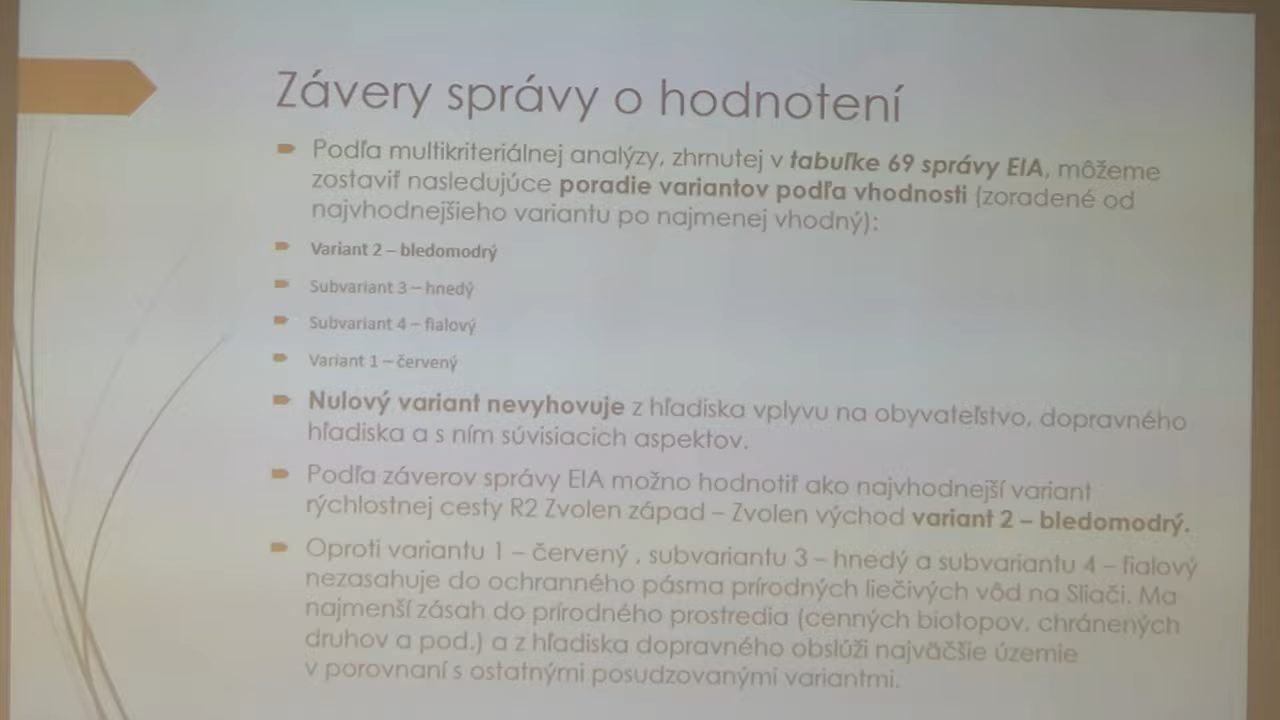 Závery správy o hodnotení
Podľa multikriteriálnej analýzy, zhrnutej v tabuľke 69 správy EIA, môžeme
zostaviť nasledujúce poradie variantov podľa vhodnosti (zoradené od
najvhodnejšieho variantu po najmenej vhodný):
Variant 2 – bledomodrý
Subvariant 3 – hnedý
Subvariant 4 – fialový
Variant 1 – červený
Nulový variant nevyhovuje z hľadiska vplyvu na obyvateľstvo, dopravného
hľadiska a s ním súvisiacich aspektov.
Podľa záverov správy EIA možno hodnotiť ako najvhodnejší variant
rýchlostnej cesty R2 Zvolen západ – Zvolen východ variant 2 – bledomodrý.
Oproti variantu 1 – červený , subvariantu 3 – hnedý a subvariantu 4 – fialový
nezasahuje do ochranného pásma prírodných liečivých vôd na Sliači. Ma
najmenší zásah do prírodného prostredia (cenných biotopov, chránených
druhov a pod.) a z hľadiska dopravného obslúži najväčšie územie
v porovnaní s ostatnými posudzovanými variantmi.